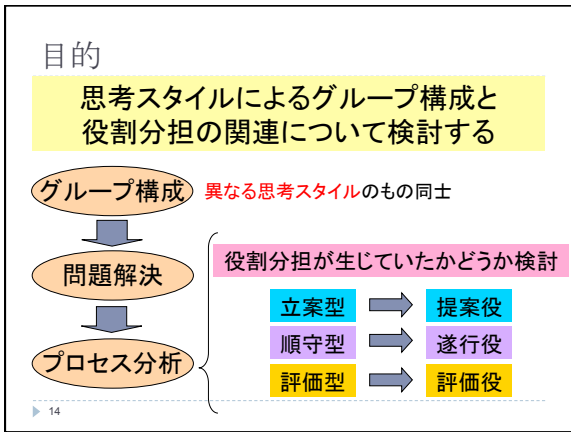 目的
思考スタイルによるグループ構成と
役割分担の関連について検討する
グループ構成
異なる思考スタイルのもの同士
問題解決
プロセス分析
役割分担が生じていたかどうか検討
立案型
提案役
順守型
遂行役
評価型
評価役
14